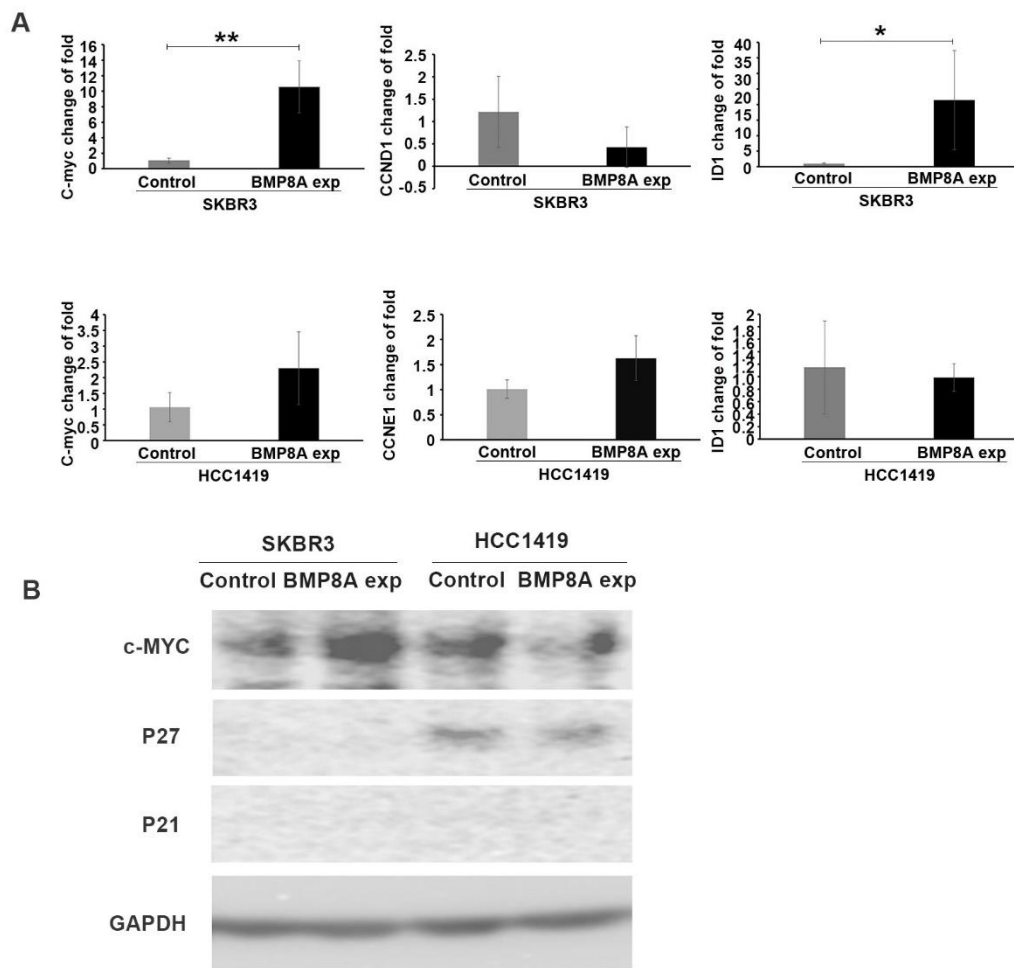 A
C-myc change of fold
16
14
12
10
8
6
4
2
0
**
Control BMP8A exp
SKBR3
CCND1 change of fold
2.5
2
1.5
1
0.5
0
-0.5
Control BMP8A exp
SKBR3
ID1 change of fold
40
35
30
25
20
15
10
5
0
*
Control BMP8A exp
SKBR3
C-myc change of fold
4
3.5
3
2.5
2
1.5
1
0.5
0
Control BMP8A exp
HCC1419
CCNE1 change of fold
2.5
2
1.5
1
0.5
0
Control BMP8A exp
HCC1419
ID1 change of fold
2
1.8
1.6
1.4
1.2
1.0
0.8
0.6
0.4
0.2
0
Control BMP8A exp
HCC1419
B
SKBR3 HCC1419
Control BMP8A exp Control BMP8A exp
c-MYC
P27
P21
GAPDH